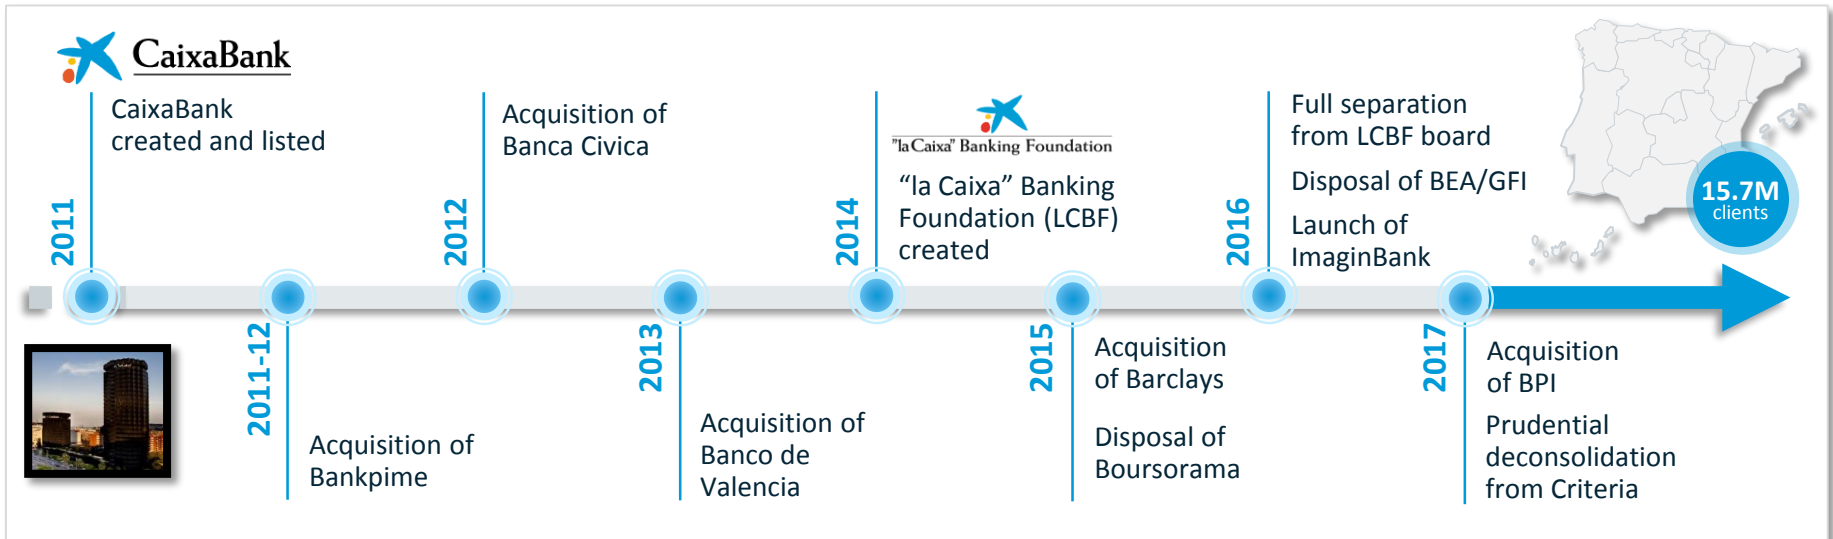 CaixaBank
2011
CaixaBank
created and listed
2011-12
Acquisition of
Bankpime
2012
Acquisition of
Banca Civica
2013
Acquisition of
Banco de
Valencia
2014
"la Caixa" Banking Foundation
“la Caixa” Banking
Foundation (LCBF)
created
2015
Acquisition
of Barclays
Disposal of
Boursorama
2016
Full separation
from LCBF board
Disposal of BEA/GFI
Launch of
ImaginBank
2017
Acquisition
of BPI
Prudential
deconsolidation
from Criteria
15.7M
clients